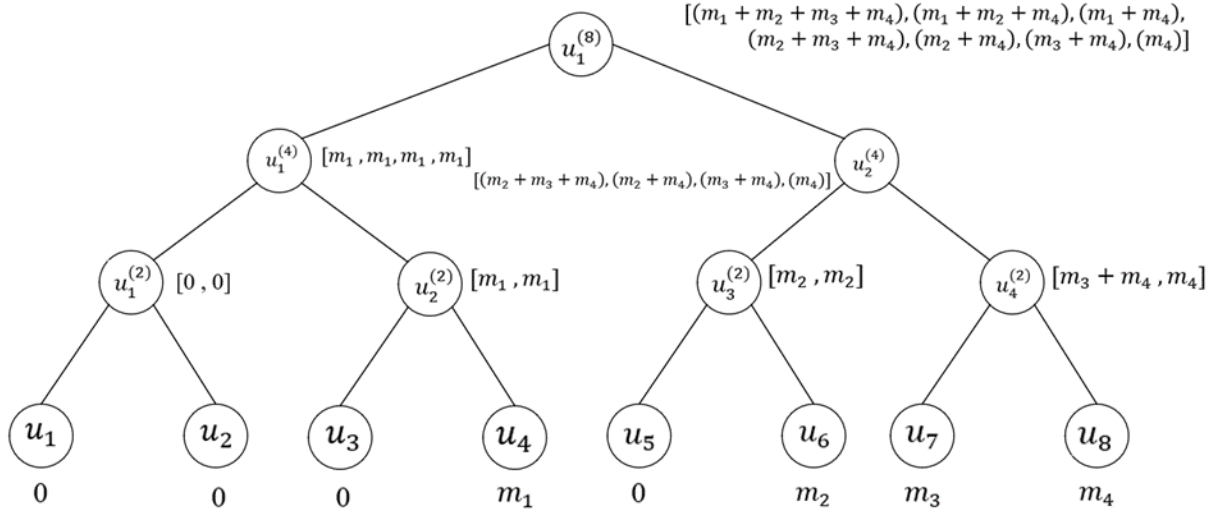 [(m₁ + m₂ + m₃ + m₄), (m₁ + m₂ + m₄), (m₁ + m₄),
(m₂ + m₃ + m₄), (m₂ + m₄), (m₃ + m₄), (m₄)]
u₁⁽⁸⁾
u₁⁽⁴⁾ [m₁ , m₁, m₁ , m₁]
[(m₂ + m₃ + m₄), (m₂ + m₄), (m₃ + m₄), (m₄)] u₂⁽⁴⁾
u₁⁽²⁾ [0 , 0] u₂⁽²⁾ [m₁ , m₁] u₃⁽²⁾ [m₂ , m₂] u₄⁽²⁾ [m₃ + m₄ , m₄]
u₁ u₂ u₃ u₄ u₅ u₆ u₇ u₈
0 0 0 m₁ 0 m₂ m₃ m₄